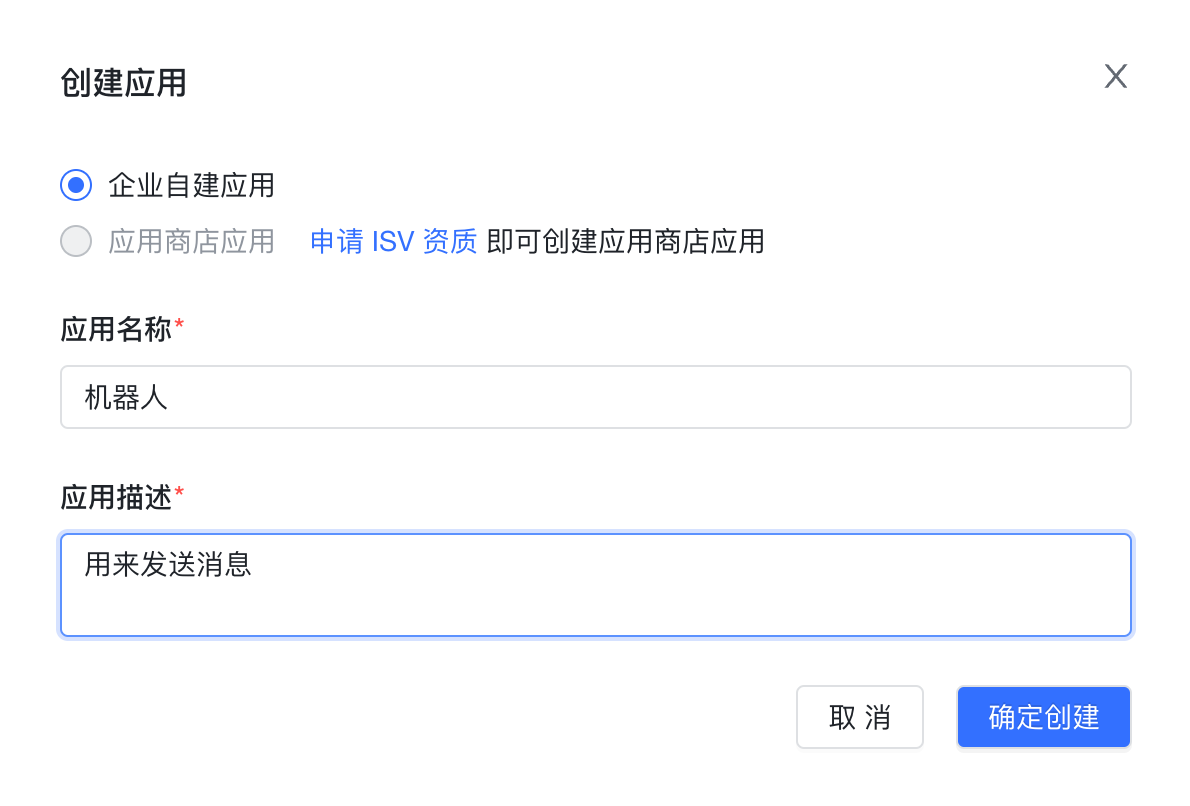 创建应用
企业自建应用
应用商店应用 申请 ISV 资质 即可创建应用商店应用
应用名称*
机器人
应用描述*
用来发送消息
取 消 确定创建